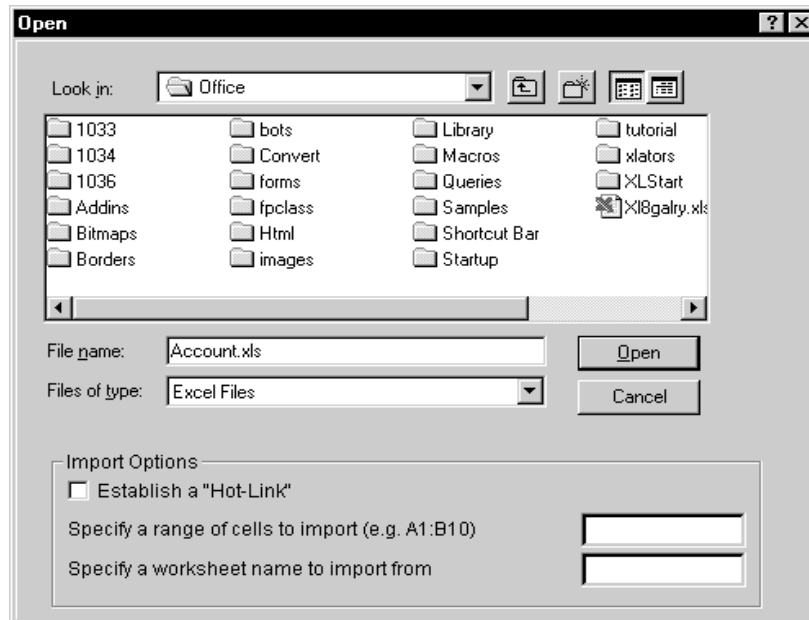 Open
Look in: Office
1033 bots Library tutorial
1034 Convert Macros xlators
1036 forms Queries XLStart
Addins fpclass Samples Xl8galry.xls
Bitmaps Html Shortcut Bar
Borders images Startup
File name: Account.xls Open
Files of type: Excel Files Cancel
Import Options
Establish a "Hot-Link"
Specify a range of cells to import (e.g. A1:B10)
Specify a worksheet name to import from